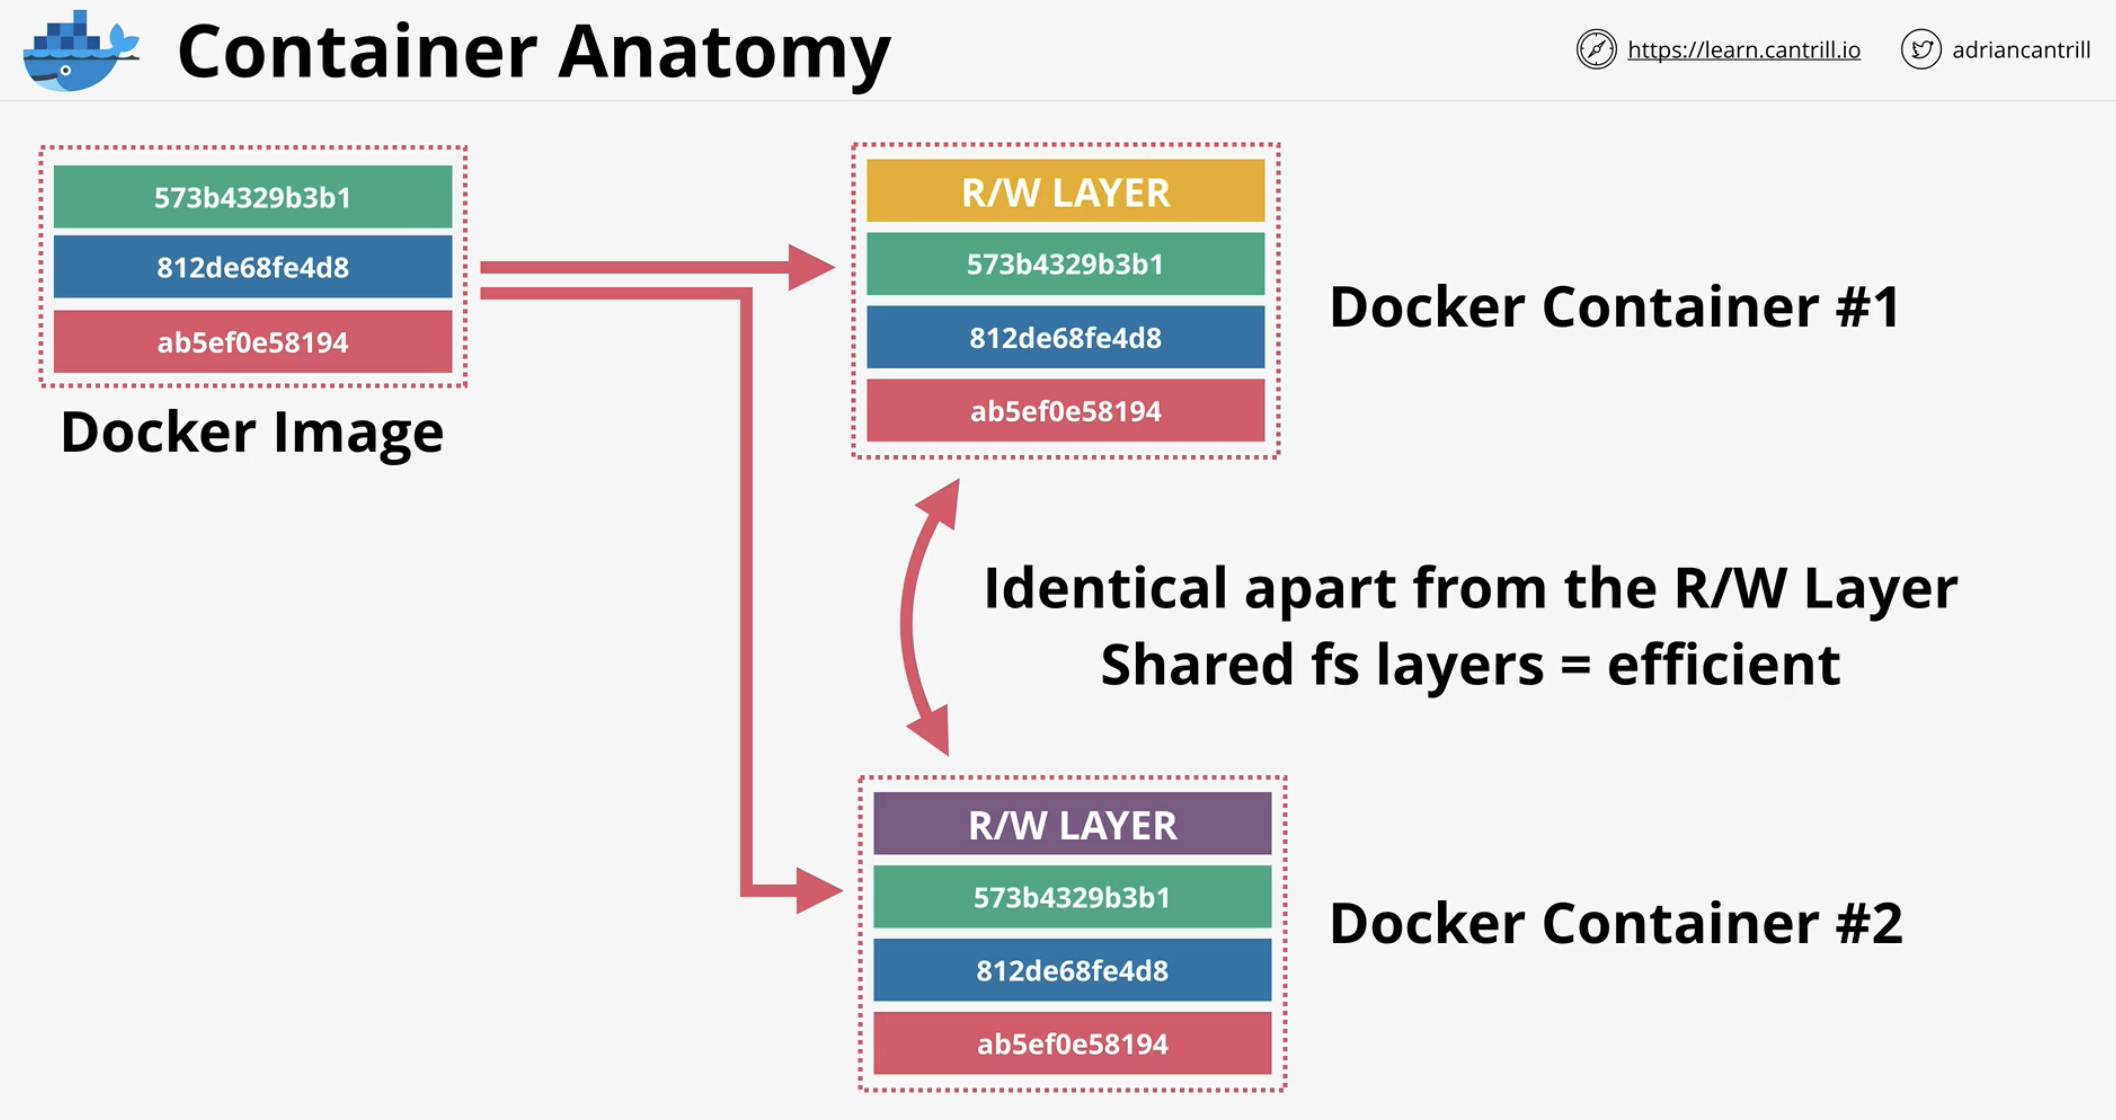 Container Anatomy
https://learn.cantrill.io
adriancantrill
573b4329b3b1
812de68fe4d8
ab5ef0e58194
Docker Image
R/W LAYER
573b4329b3b1
812de68fe4d8
ab5ef0e58194
Docker Container #1
Identical apart from the R/W Layer
Shared fs layers = efficient
R/W LAYER
573b4329b3b1
812de68fe4d8
ab5ef0e58194
Docker Container #2